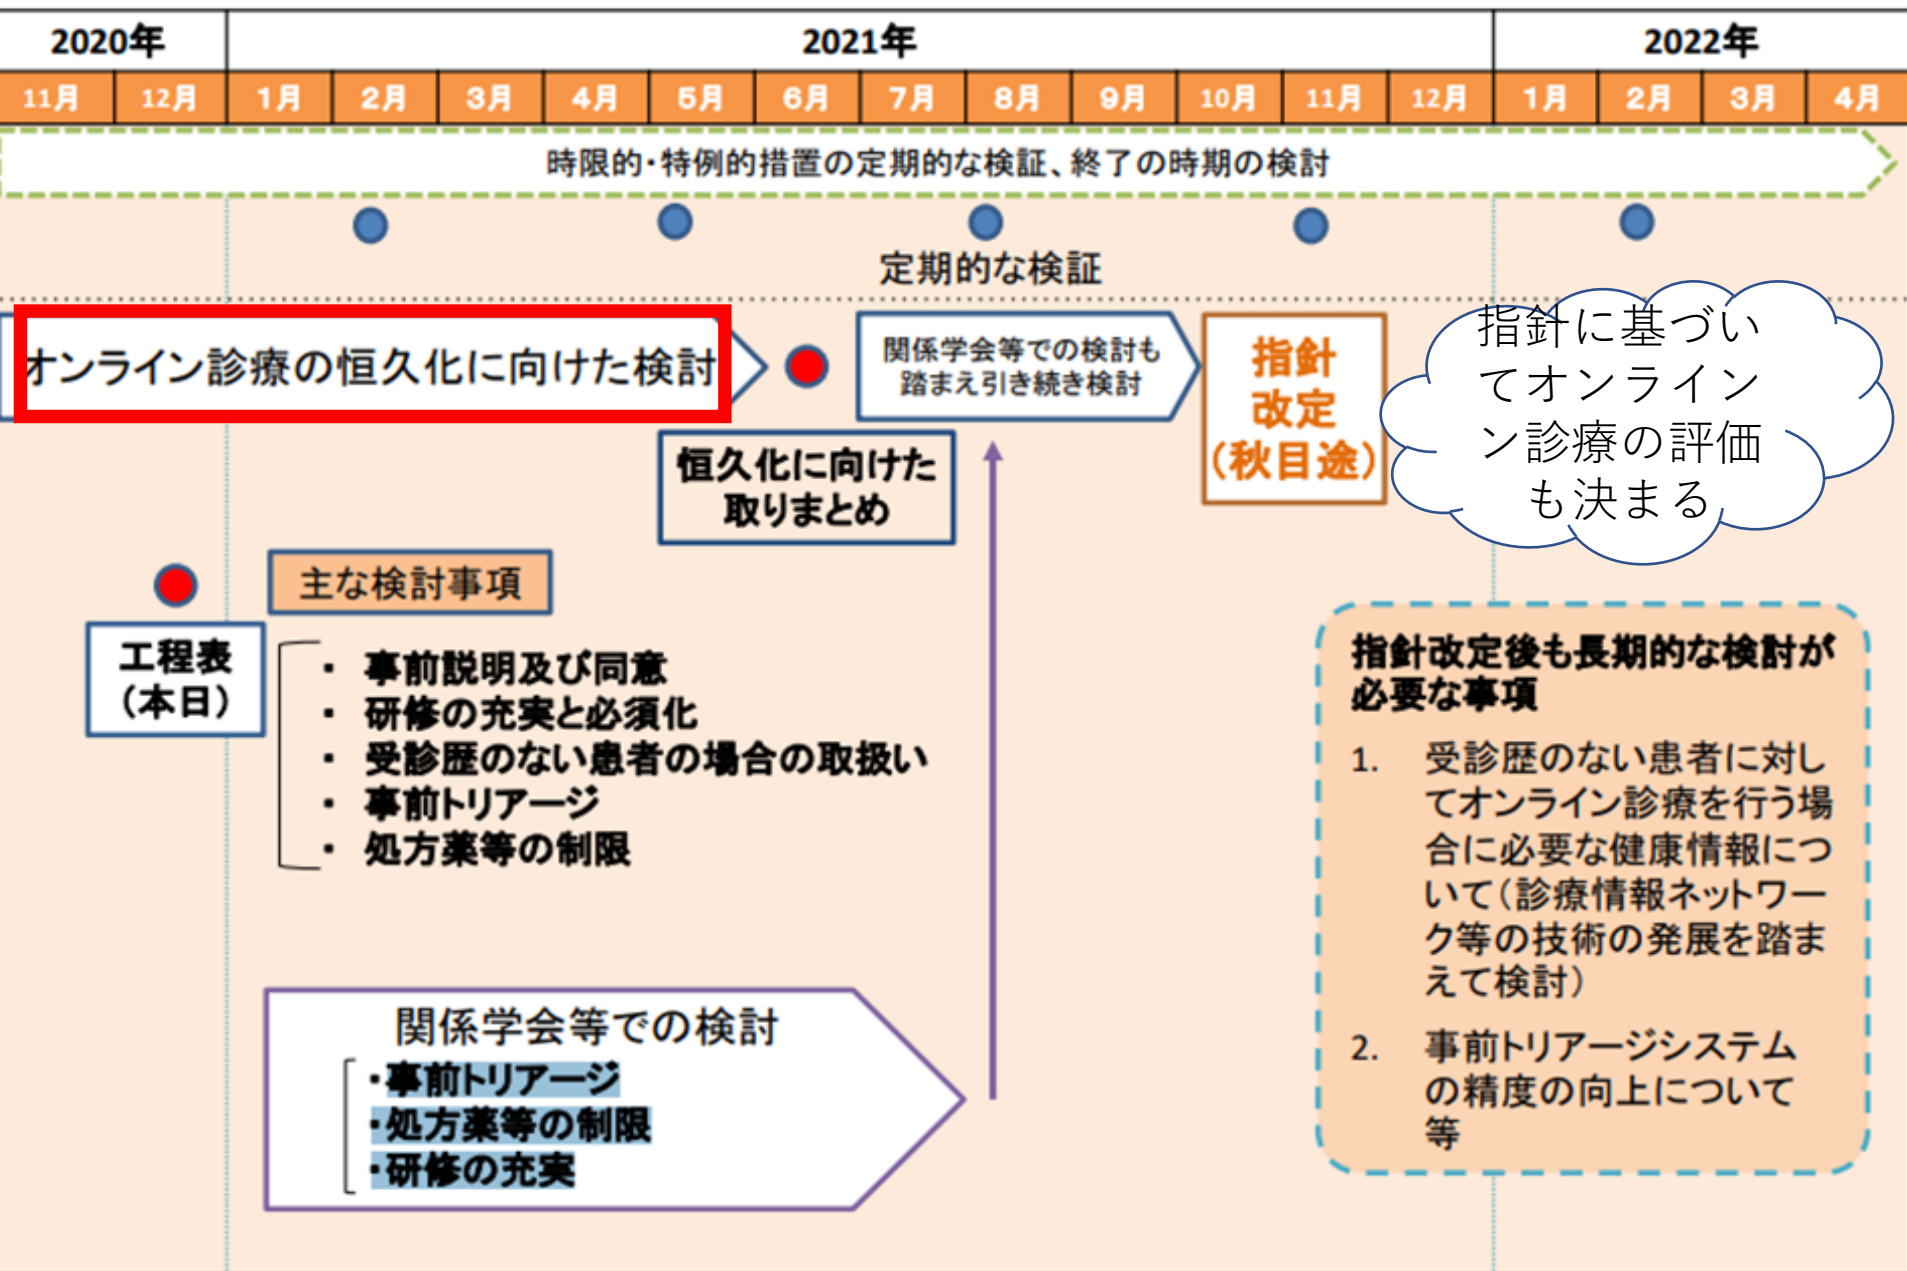 2020年 2021年 2022年
11月 12月 1月 2月 3月 4月 5月 6月 7月 8月 9月 10月 11月 12月 1月 2月 3月 4月
時限的・特例的措置の定期的な検証、終了の時期の検討
定期的な検証
オンライン診療の恒久化に向けた検討
関係学会等での検討も
踏まえ引き続き検討
指針
改定
(秋目途)
指針に基づい
てオンライン
ン診療の評価
も決まる
恒久化に向けた
取りまとめ
工程表
(本日)
主な検討事項
・ 事前説明及び同意
・ 研修の充実と必須化
・ 受診歴のない患者の場合の取扱い
・ 事前トリアージ
・ 処方薬等の制限
関係学会等での検討
・事前トリアージ
・処方薬等の制限
・研修の充実
指針改定後も長期的な検討が
必要な事項
1. 受診歴のない患者に対し
てオンライン診療を行う場
合に必要な健康情報につ
いて(診療情報ネットワー
ク等の技術の発展を踏ま
えて検討)
2. 事前トリアージシステム
の精度の向上について
等